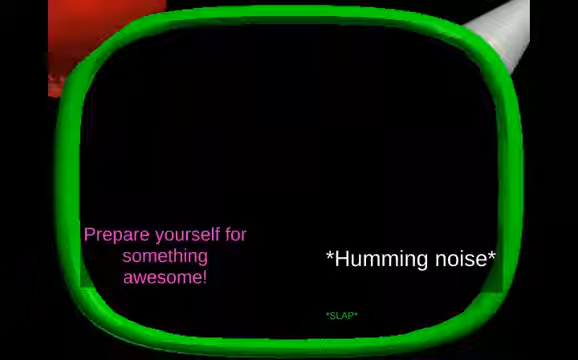 Prepare yourself for
something
awesome!
*Humming noise*
*SLAP*